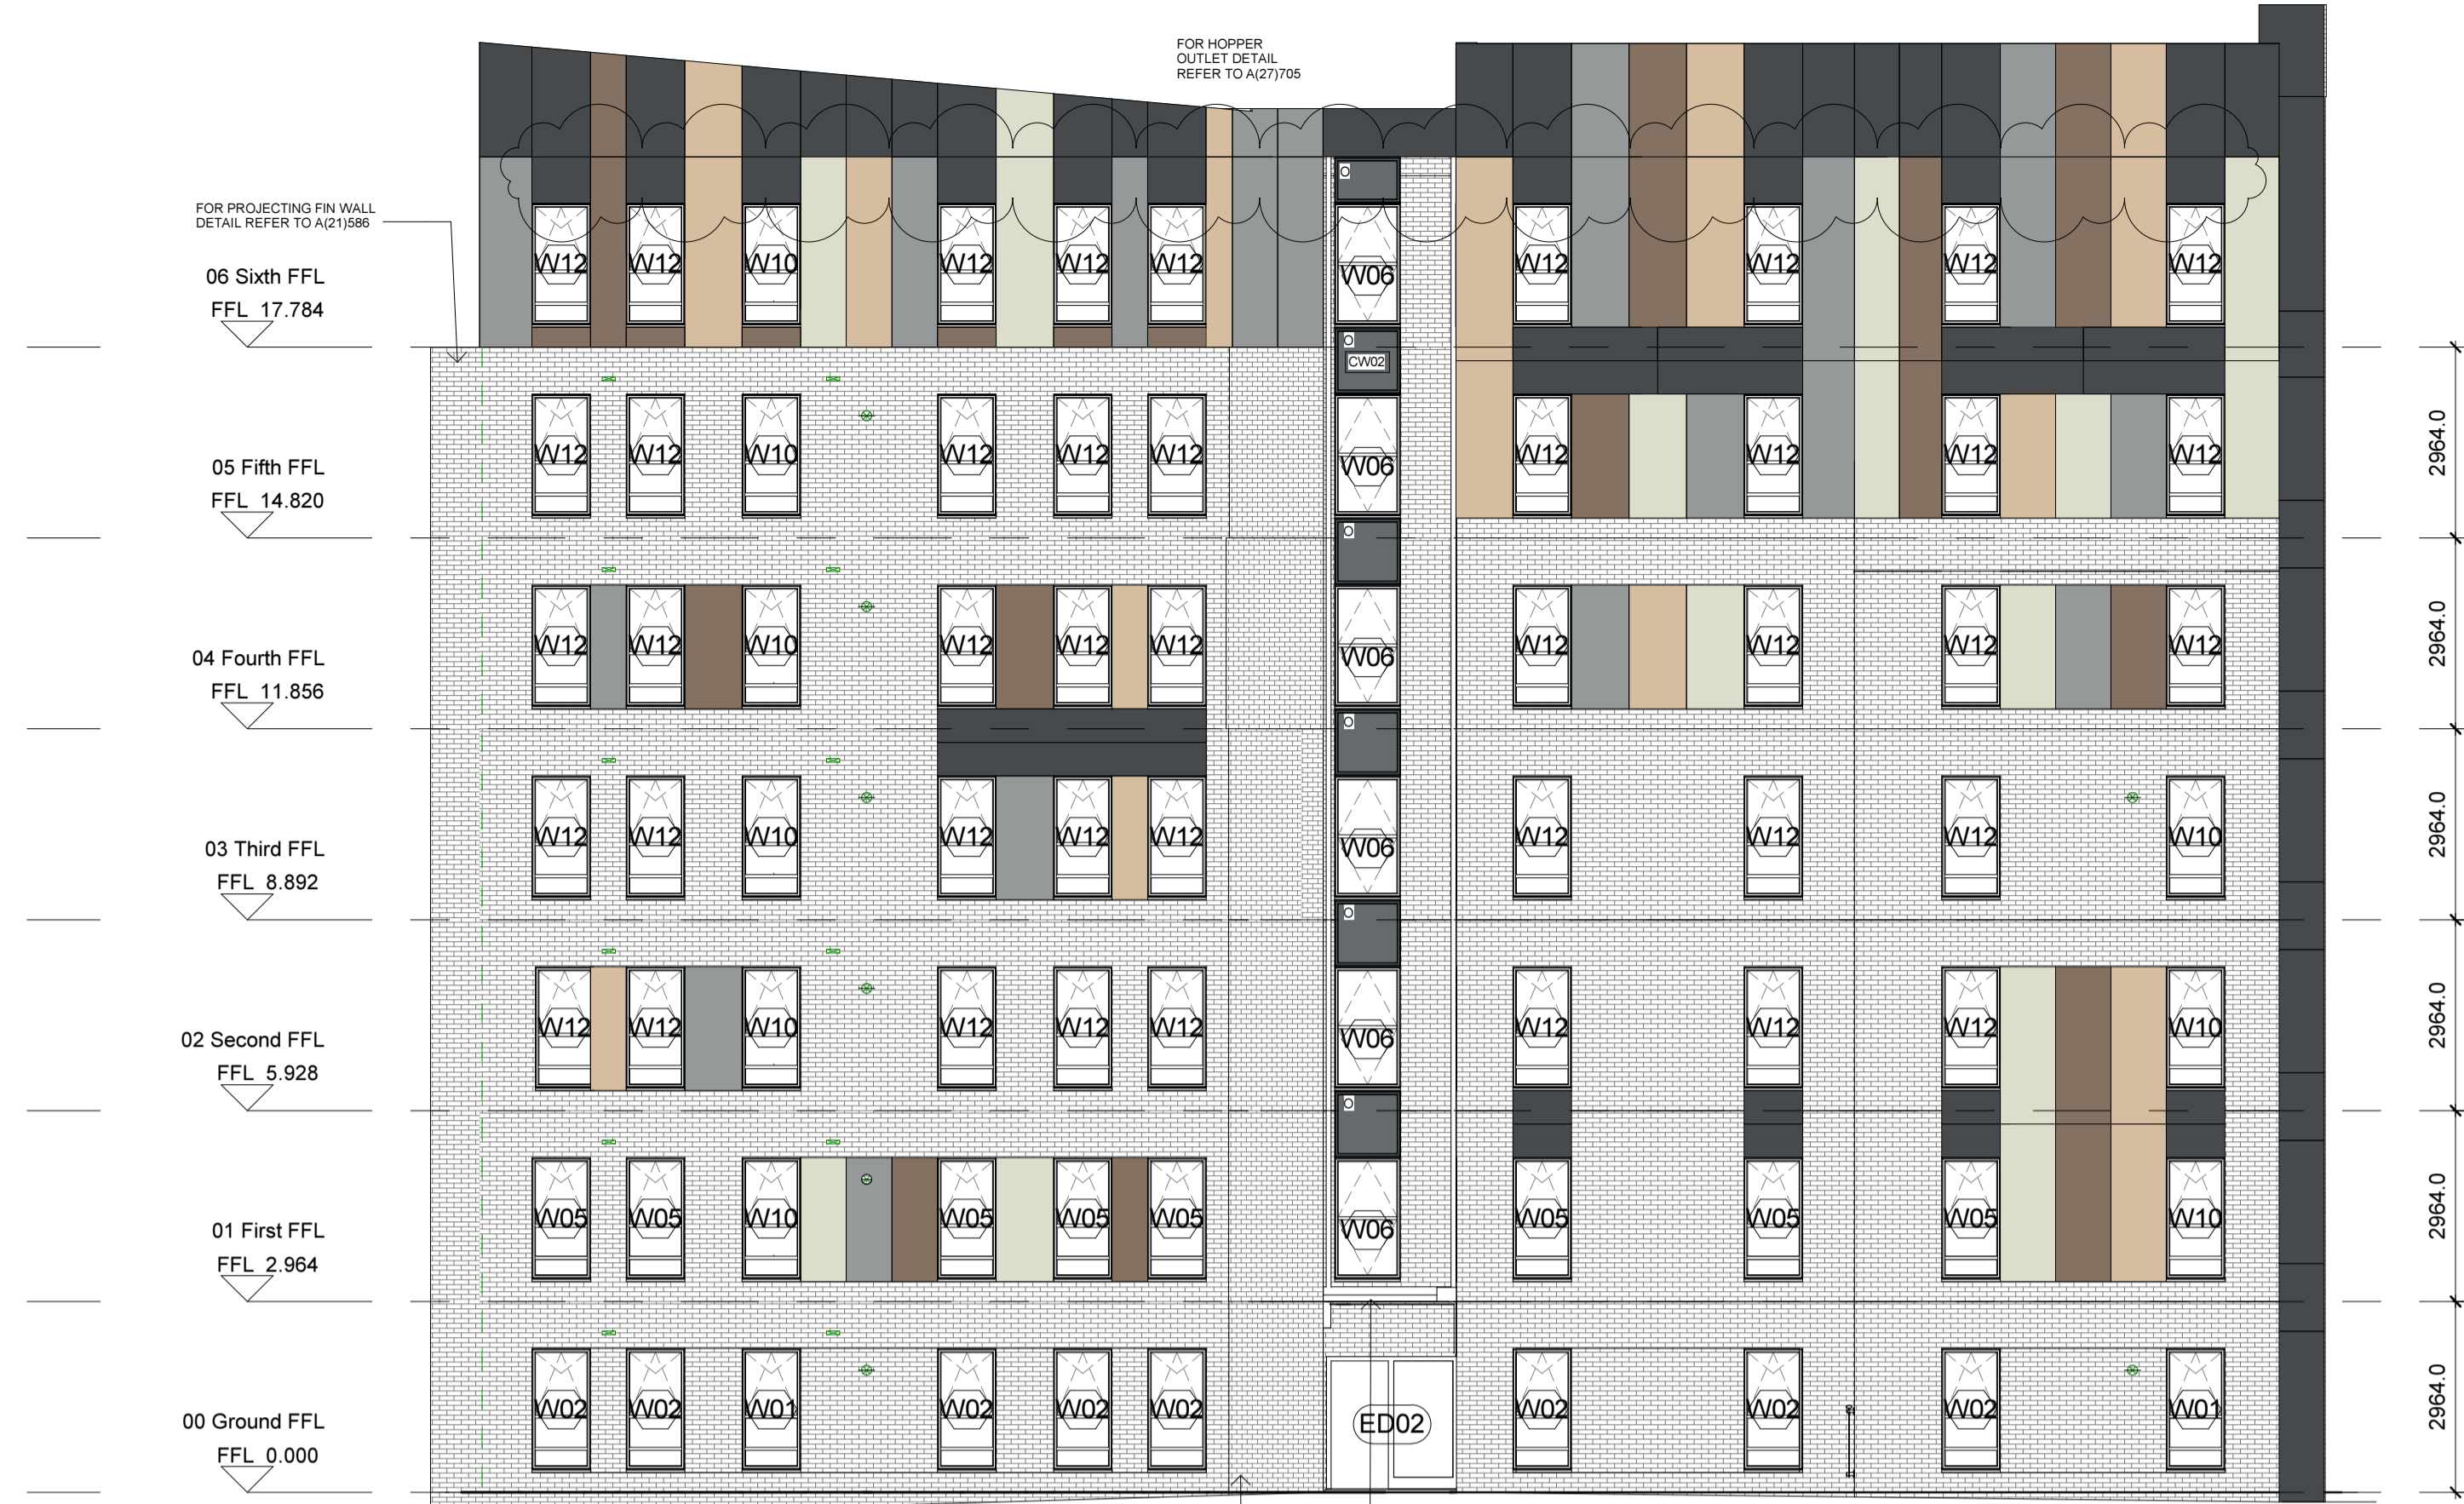 FOR HOPPER
OUTLET DETAIL
REFER TO A(27)705
FOR PROJECTING FIN WALL
DETAIL REFER TO A(21)586
O
06 Sixth FFL
FFL 17.784
W12 W12 W10 W12 W12 W12 W06 W12 W12 W12 W12
O
CW02
05 Fifth FFL
FFL 14.820
W12 W12 W10 W12 W12 W12 W06 W12 W12 W12 W12
2964.0
O
04 Fourth FFL
FFL 11.856
W12 W12 W10 W12 W12 W12 W06 W12 W12 W12 W12
2964.0
O
03 Third FFL
FFL 8.892
W12 W12 W10 W12 W12 W12 W06 W12 W12 W12 W10
2964.0
O
02 Second FFL
FFL 5.928
W12 W12 W10 W12 W12 W12 W06 W12 W12 W12 W10
2964.0
O
01 First FFL
FFL 2.964
W05 W05 W10 W05 W05 W05 W06 W05 W05 W05 W10
2964.0
00 Ground FFL
FFL 0.000
W02 W02 W01 W02 W02 W02 ED02 W02 W02 W02 W01
2964.0